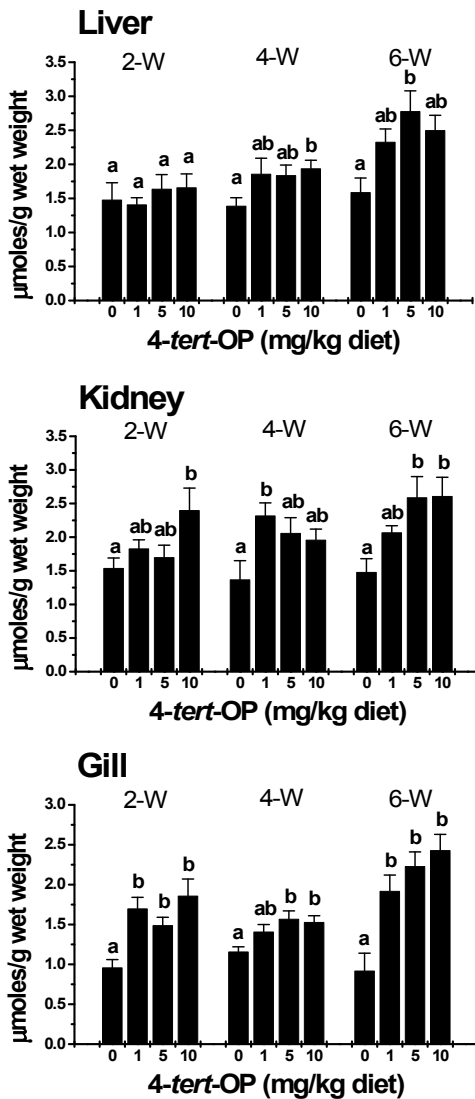 Liver
2-W 4-W 6-W
3.5
3.0
2.5
2.0
1.5
1.0
0.5
0.0
μmoles/g wet weight
a a a a a ab ab b a ab b ab
0 1 5 10 0 1 5 10 0 1 5 10
4-tert-OP (mg/kg diet)
Kidney
2-W 4-W 6-W
3.5
3.0
2.5
2.0
1.5
1.0
0.5
0.0
μmoles/g wet weight
a ab ab b a b ab ab a ab b b
0 1 5 10 0 1 5 10 0 1 5 10
4-tert-OP (mg/kg diet)
Gill
2-W 4-W 6-W
3.0
2.5
2.0
1.5
1.0
0.5
0.0
μmoles/g wet weight
a b b b a ab b b a b b b
0 1 5 10 0 1 5 10 0 1 5 10
4-tert-OP (mg/kg diet)